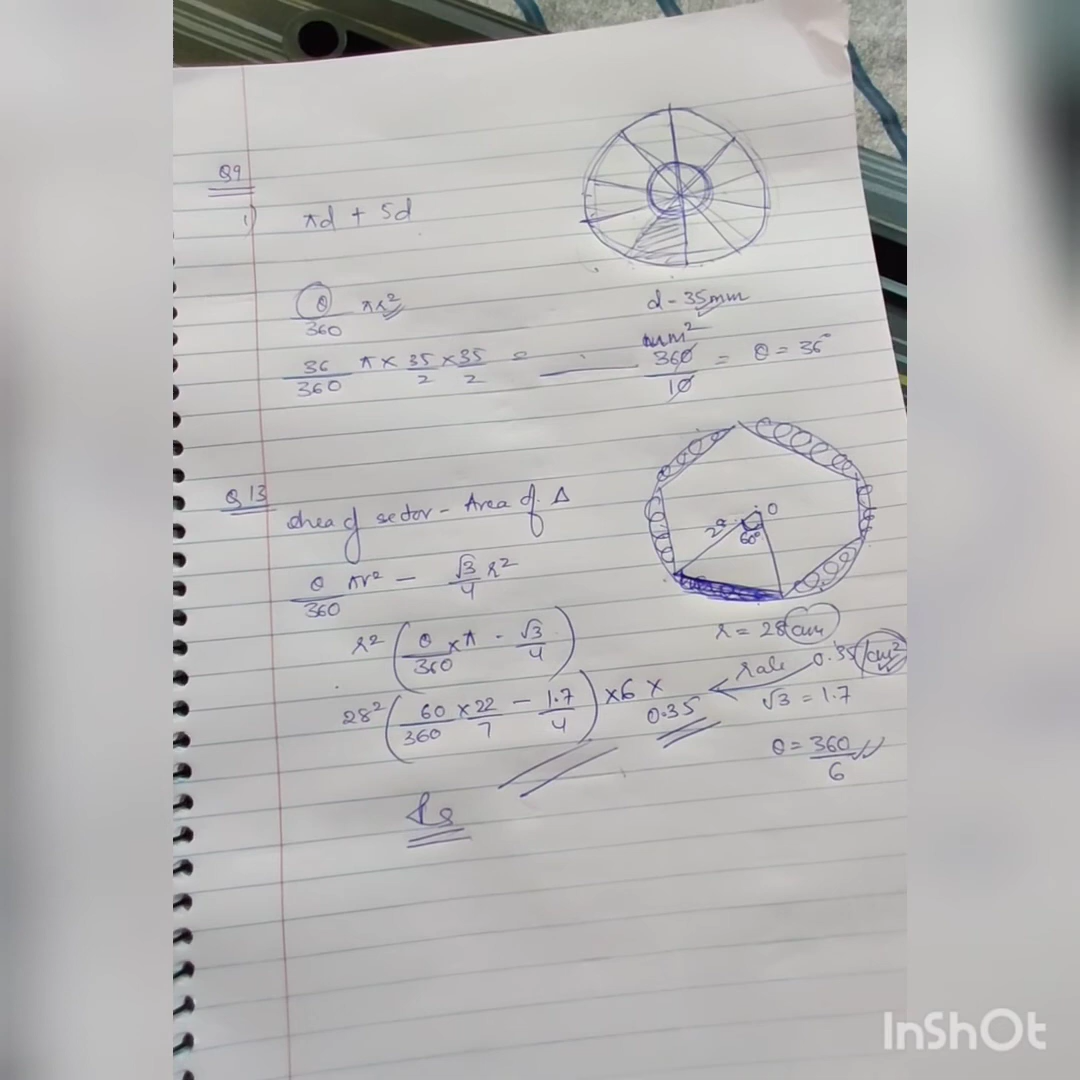 Q9
1) πd + 5d
θ/360 πr²
d - 35mm
36/360 π × 35/2 × 35/2 =
mm²
360/10 = θ = 36°
Q13
Area of sector - Area of Δ
O
28
60°
θ/360 πr² - √3/4 r²
r² (θ/360 × π - √3/4)
r = 28 cm
rate 0.35/cm²
28² (60/360 × 22/7 - 1.7/4) × 6 × 0.35
√3 = 1.7
θ = 360/6
Rs
InShOt